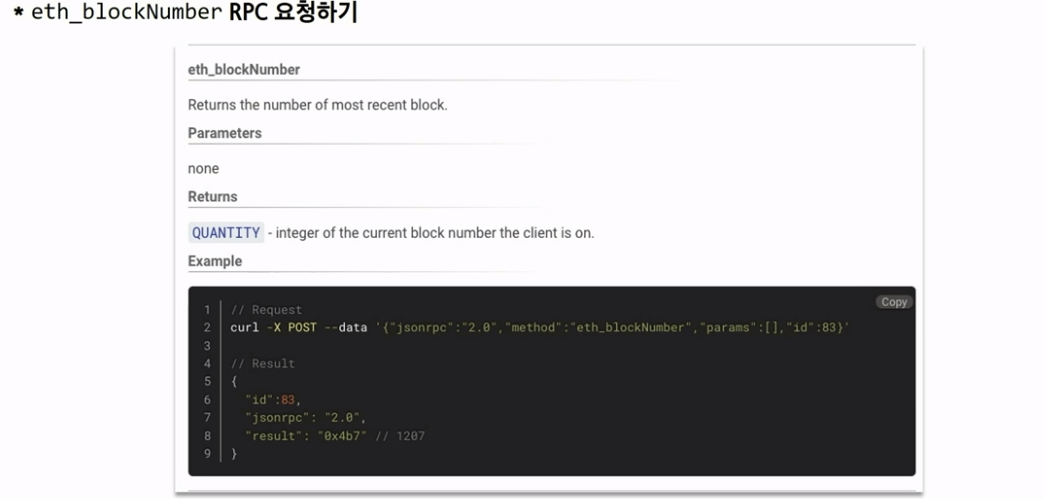 * eth_blockNumber RPC 요청하기
eth_blockNumber
Returns the number of most recent block.
Parameters
none
Returns
QUANTITY - integer of the current block number the client is on.
Example
Copy
1 // Request
2 curl -X POST --data '{"jsonrpc":"2.0","method":"eth_blockNumber","params":[],"id":83}'
3
4 // Result
5 {
6 "id":83,
7 "jsonrpc": "2.0",
8 "result": "0x4b7" // 1207
9 }